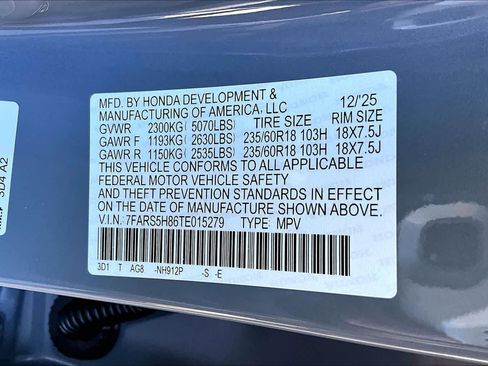 MFD. BY HONDA DEVELOPMENT &
MANUFACTURING OF AMERICA, LLC 12/'25
GVWR 2300KG (5070LBS) TIRE SIZE RIM SIZE
GAWR F 1193KG (2630LBS) 235/60R18 103H 18X7.5J
GAWR R 1150KG (2535LBS) 235/60R18 103H 18X7.5J
THIS VEHICLE CONFORMS TO ALL APPLICABLE
FEDERAL MOTOR VEHICLE SAFETY
AND THEFT PREVENTION STANDARDS IN EFFECT
ON THE DATE OF MANUFACTURE SHOWN ABOVE.
V.I.N.: 7FARS5H86TE015279 TYPE: MPV
3D1 T AG8 -NH912P -S -E
3D4 A2